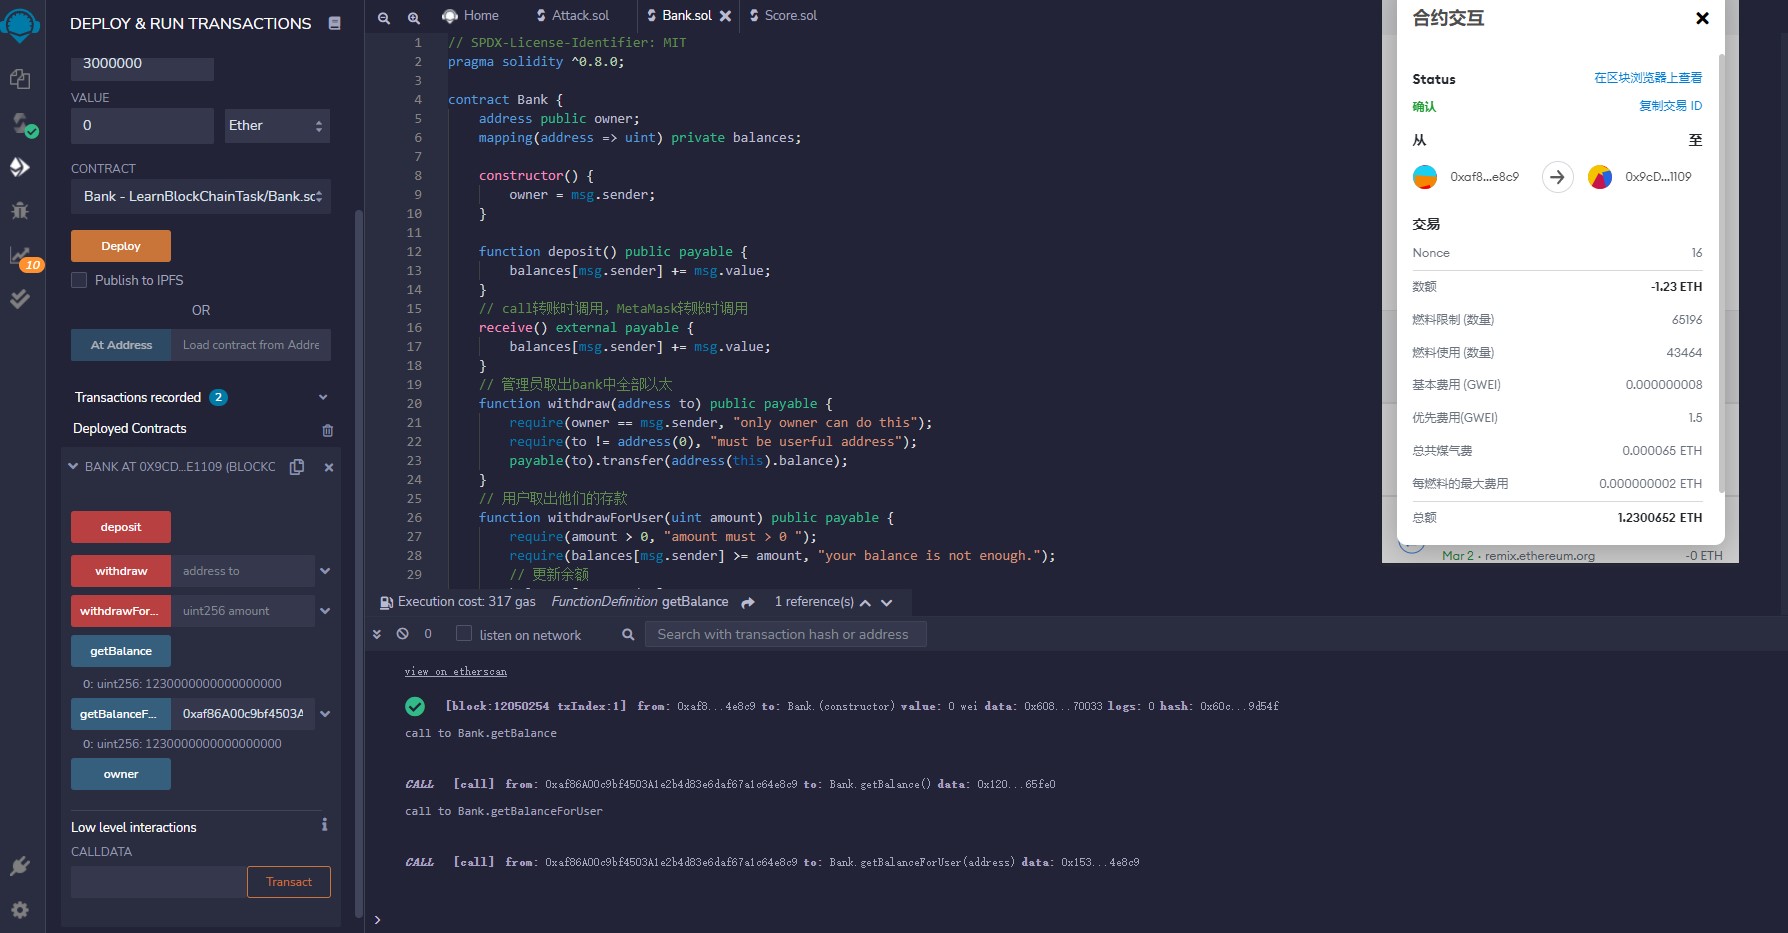 DEPLOY & RUN TRANSACTIONS
3000000
VALUE
0
Ether
CONTRACT
Bank - LearnBlockChainTask/Bank.sc
Deploy
Publish to IPFS
OR
At Address
Load contract from Addre
Transactions recorded 2
Deployed Contracts
BANK AT 0X9CD...E1109 (BLOCKC
deposit
withdraw
address to
withdrawFor...
uint256 amount
getBalance
0: uint256: 1230000000000000000
getBalanceF...
0xaf86A00c9bf4503A
0: uint256: 1230000000000000000
owner
Low level interactions
CALLDATA
Transact
10
Home
Attack.sol
Bank.sol
Score.sol
1 // SPDX-License-Identifier: MIT
2 pragma solidity ^0.8.0;
3
4 contract Bank {
5 address public owner;
6 mapping(address => uint) private balances;
7
8 constructor() {
9 owner = msg.sender;
10 }
11
12 function deposit() public payable {
13 balances[msg.sender] += msg.value;
14 }
15 // call转账时调用，MetaMask转账时调用
16 receive() external payable {
17 balances[msg.sender] += msg.value;
18 }
19 // 管理员取出bank中全部以太
20 function withdraw(address to) public payable {
21 require(owner == msg.sender, "only owner can do this");
22 require(to != address(0), "must be userful address");
23 payable(to).transfer(address(this).balance);
24 }
25 // 用户取出他们的存款
26 function withdrawForUser(uint amount) public payable {
27 require(amount > 0, "amount must > 0 ");
28 require(balances[msg.sender] >= amount, "your balance is not enough.");
29 // 更新余额
Execution cost: 317 gas FunctionDefinition getBalance 1 reference(s)
0
listen on network
Search with transaction hash or address
view on etherscan
[block:12050254 txIndex:1] from: 0xaf8...4e8c9 to: Bank.(constructor) value: 0 wei data: 0x608...70033 logs: 0 hash: 0x60c...9d54f
call to Bank.getBalance
CALL [call] from: 0xaf86A00c9bf4503A1e2b4d83e6daf67a1c64e8c9 to: Bank.getBalance() data: 0x120...65fe0
call to Bank.getBalanceForUser
CALL [call] from: 0xaf86A00c9bf4503A1e2b4d83e6daf67a1c64e8c9 to: Bank.getBalanceForUser(address) data: 0x153...4e8c9
>
合约交互
Status
在区块浏览器上查看
确认
复制交易 ID
从
至
0xaf8...e8c9
0x9cD...1109
交易
Nonce 16
数额 -1.23 ETH
燃料限制 (数量) 65196
燃料使用 (数量) 43464
基本费用 (GWEI) 0.000000008
优先费用(GWEI) 1.5
总共煤气费 0.000065 ETH
每燃料的最大费用 0.000000002 ETH
总额 1.2300652 ETH
Mar 2 · remix.ethereum.org -0 ETH